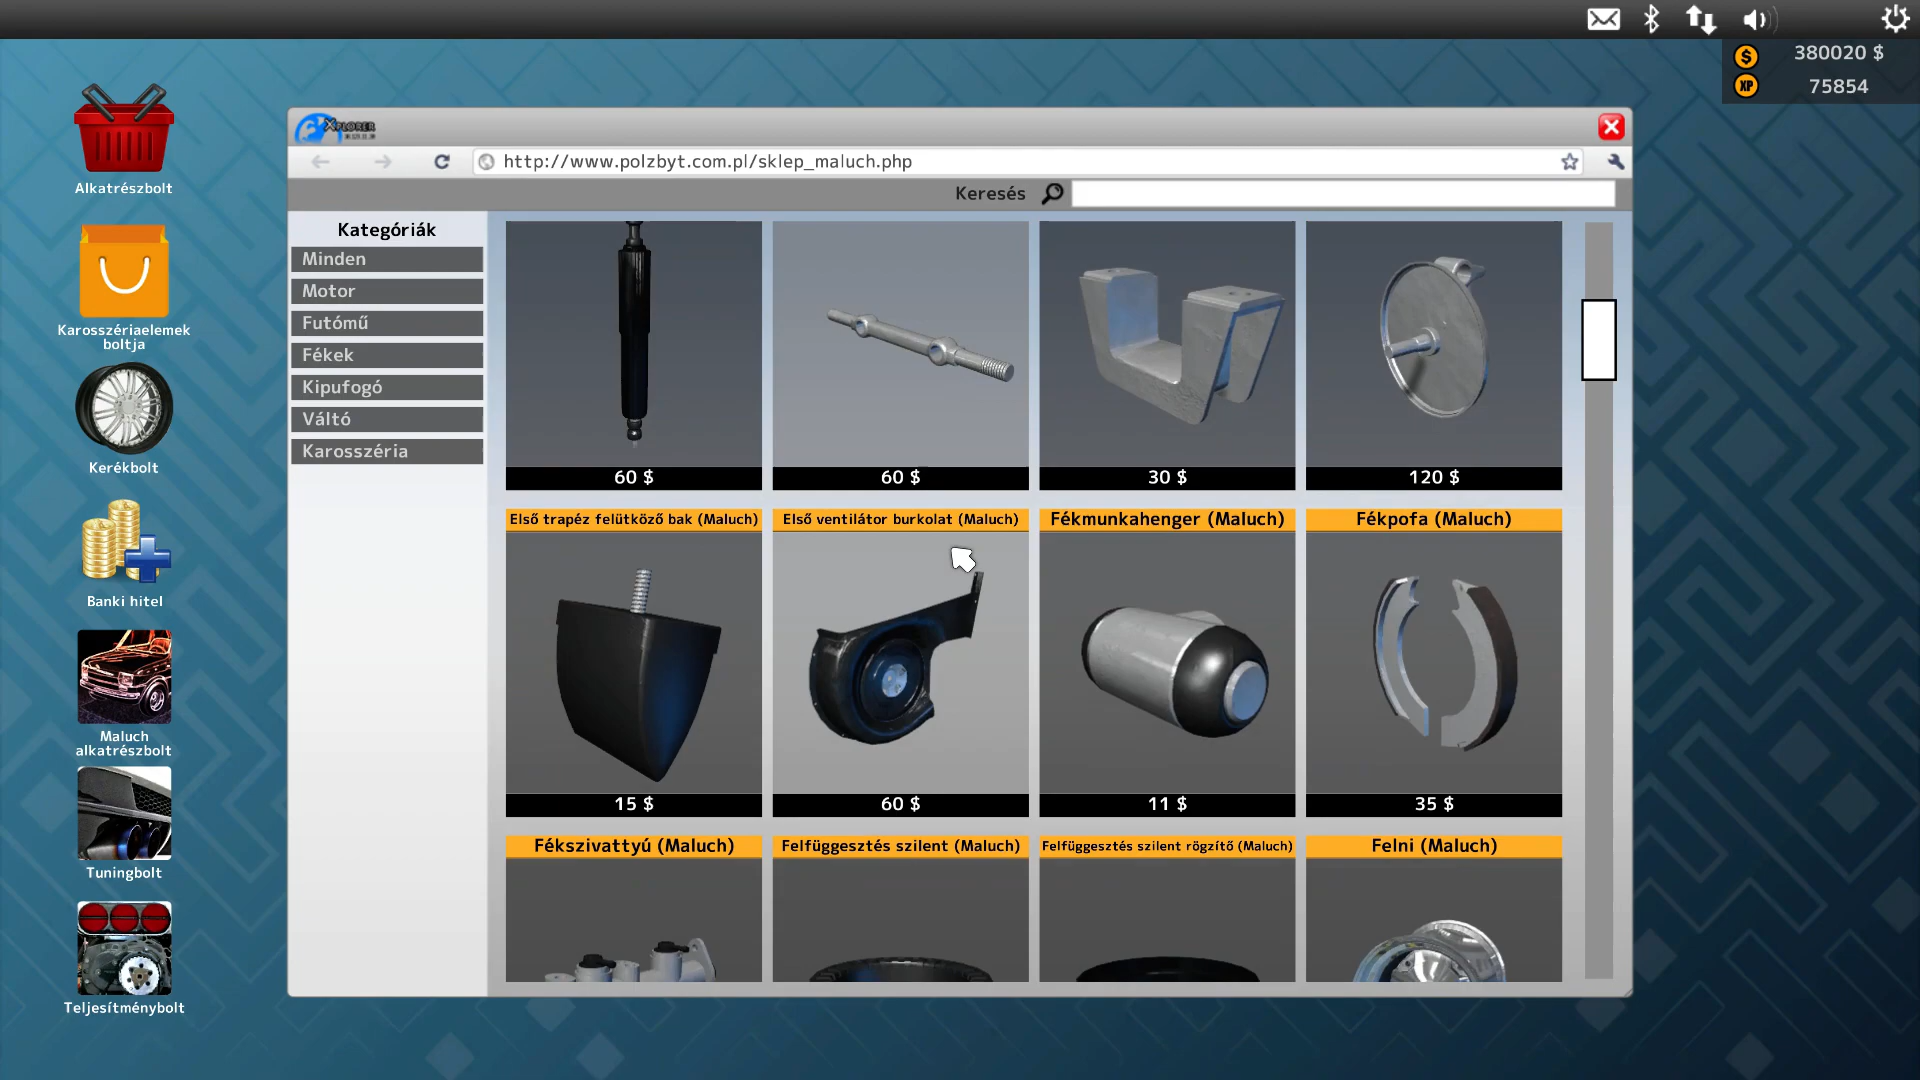 380020 $
XP
75854
XPLORER
http://www.polzbyt.com.pl/sklep_maluch.php
Keresés
Kategóriák
Minden
Motor
Futómű
Fékek
Kipufogó
Váltó
Karosszéria
Alkatrészbolt
Karosszériaelemek
boltja
Kerékbolt
Banki hitel
Maluch
alkatrészbolt
Tuningbolt
Teljesítménybolt
60 $
60 $
30 $
120 $
Első trapéz felütköző bak (Maluch)
Első ventilátor burkolat (Maluch)
Fékmunkahenger (Maluch)
Fékpofa (Maluch)
15 $
60 $
11 $
35 $
Fékszivattyú (Maluch)
Felfüggesztés szilent (Maluch)
Felfüggesztés szilent rögzítő (Maluch)
Felni (Maluch)